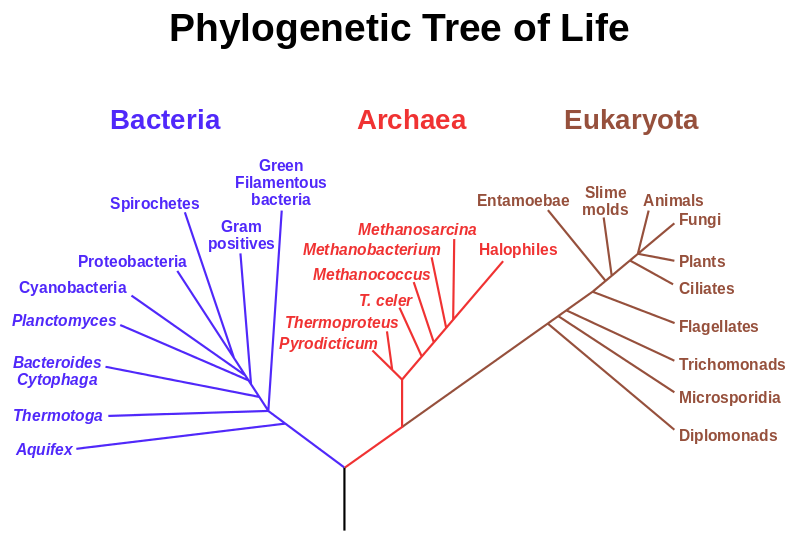 Phylogenetic Tree of Life
Bacteria
Archaea
Eukaryota
Green
Filamentous
bacteria
Spirochetes
Gram
positives
Proteobacteria
Cyanobacteria
Planctomyces
Bacteroides
Cytophaga
Thermotoga
Aquifex
Methanosarcina
Methanobacterium
Halophiles
Methanococcus
T. celer
Thermoproteus
Pyrodicticum
Entamoebae
Slime
molds
Animals
Fungi
Plants
Ciliates
Flagellates
Trichomonads
Microsporidia
Diplomonads